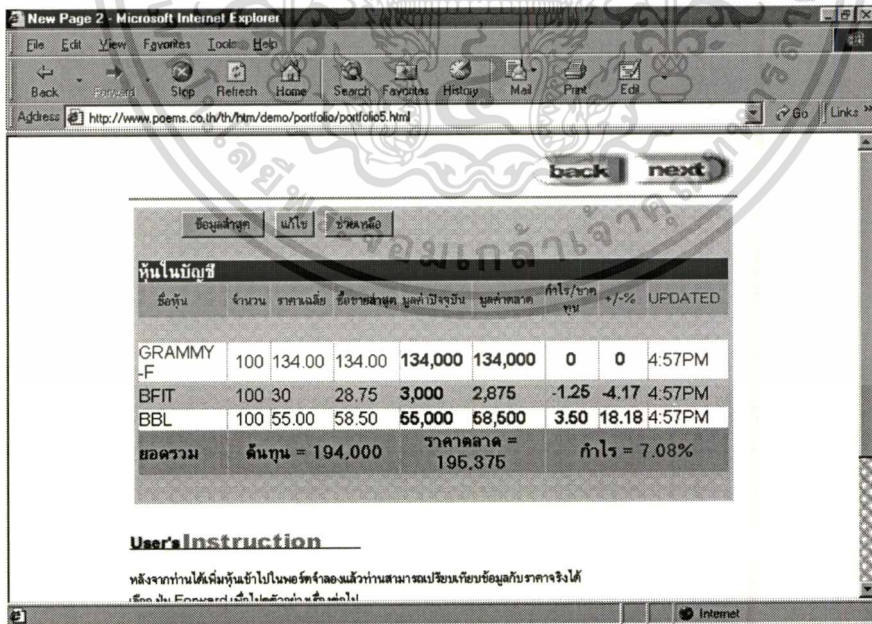 New Page 2 - Microsoft Internet Explorer
File Edit View Favorites Tools Help
Back Forward Stop Refresh Home Search Favorites History Mail Print Edit
Address http://www.poems.co.th/th/htm/demo/portfolio/portfolio5.html Go Links »
back next
ข้อมูลล่าสุด แก้ไข ช่วยเหลือ
หุ้นในบัญชี
ชื่อหุ้น จำนวน ราคาเฉลี่ย ซื้อขายล่าสุด มูลค่าปัจจุบัน มูลค่าตลาด กำไร/ขาดทุน +/-% UPDATED
GRAMMY-F 100 134.00 134.00 134,000 134,000 0 0 4:57PM
BFIT 100 30 28.75 3,000 2,875 -1.25 -4.17 4:57PM
BBL 100 55.00 58.50 55,000 58,500 3.50 18.18 4:57PM
ยอดรวม ต้นทุน = 194,000 ราคาตลาด = 195,375 กำไร = 7.08%
User's Instruction
หลังจากท่านได้เพิ่มหุ้นเข้าไปในพอร์ตจำลองแล้วท่านสามารถเปรียบเทียบข้อมูลกับราคาจริงได้
Internet